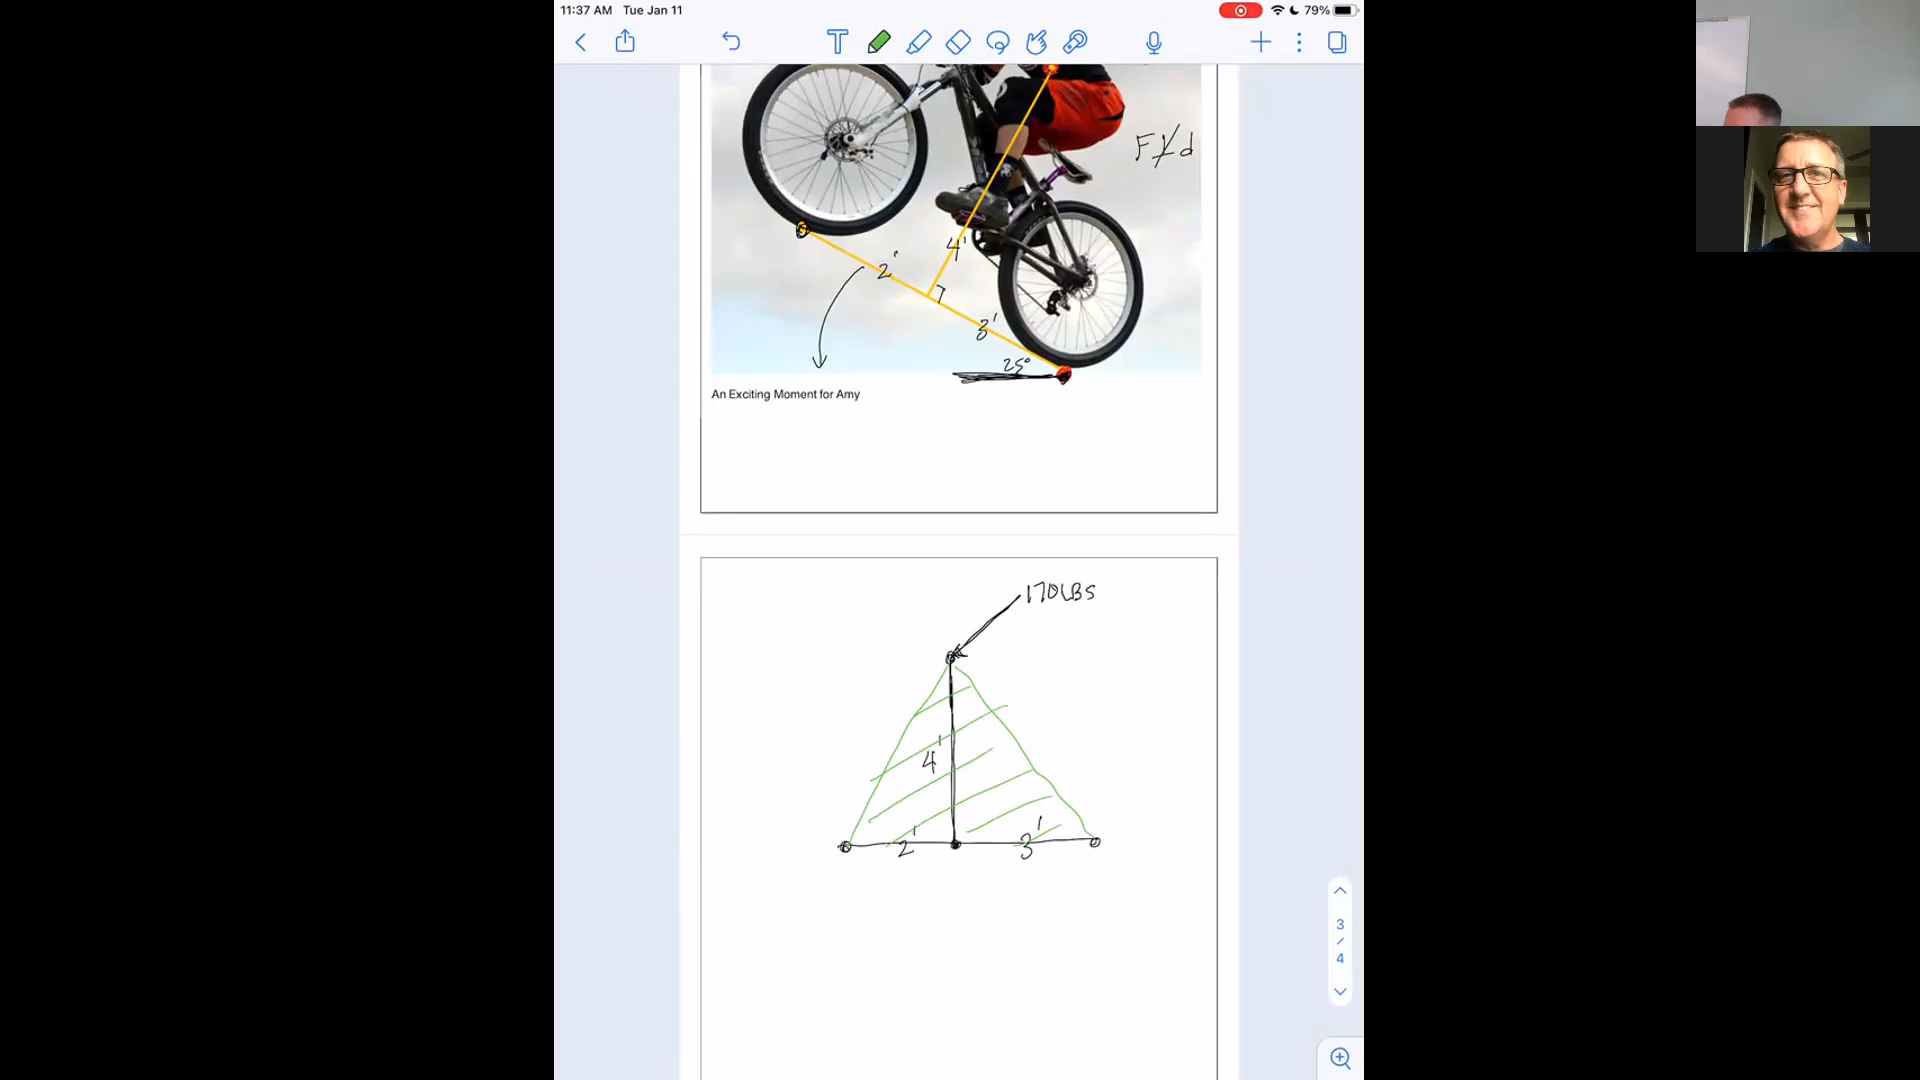 11:37 AM Tue Jan 11
79%
T
F d
4'
2'
3'
25°
An Exciting Moment for Amy
170LBS
4'
2'
3'
3
/
4